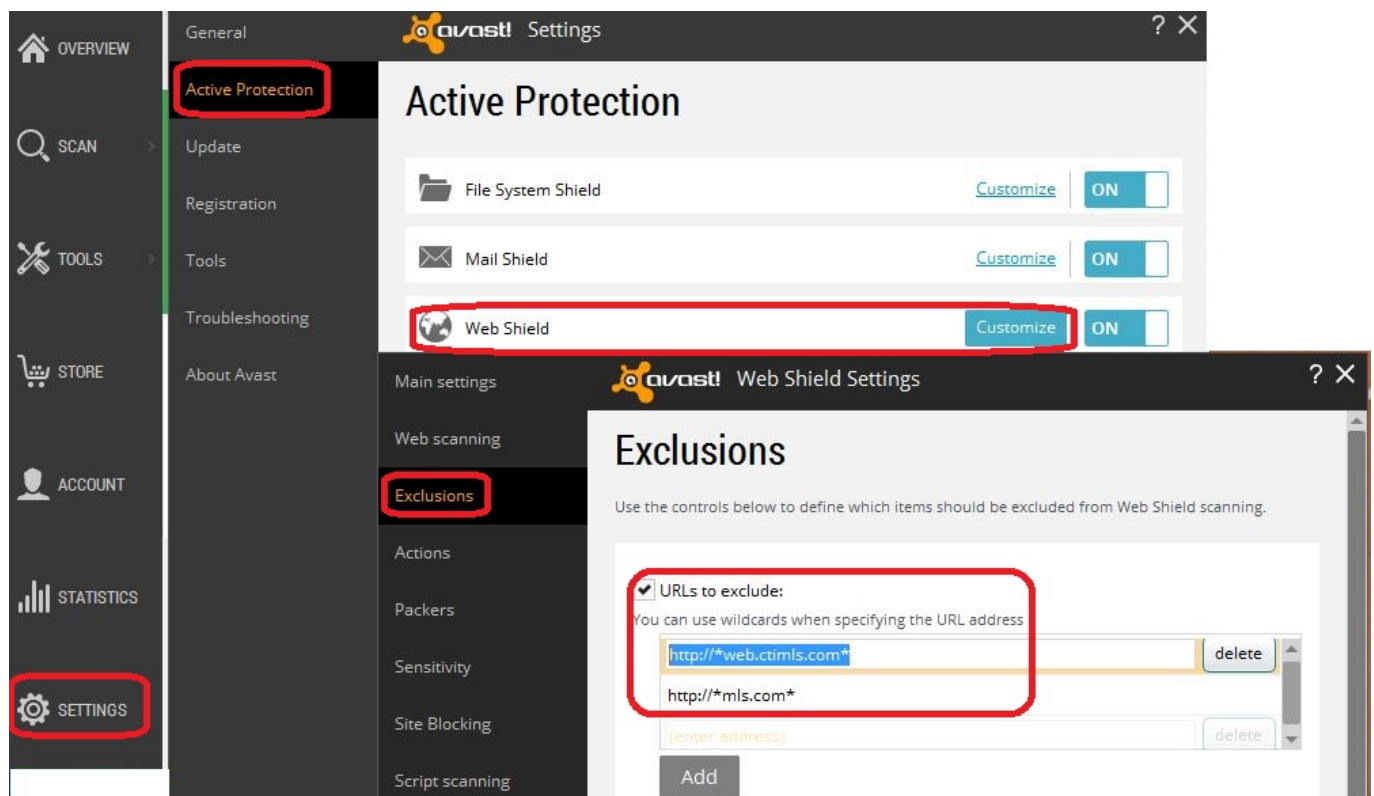 OVERVIEW
SCAN
TOOLS
STORE
ACCOUNT
STATISTICS
SETTINGS
General
Active Protection
Update
Registration
Tools
Troubleshooting
About Avast
avast! Settings
? X
Active Protection
File System Shield Customize ON
Mail Shield Customize ON
Web Shield Customize ON
Main settings
Web scanning
Exclusions
Actions
Packers
Sensitivity
Site Blocking
Script scanning
avast! Web Shield Settings
? X
Exclusions
Use the controls below to define which items should be excluded from Web Shield scanning.
URLs to exclude:
You can use wildcards when specifying the URL address
http://*web.ctimls.com* delete
http://*mls.com*
(enter address) delete
Add